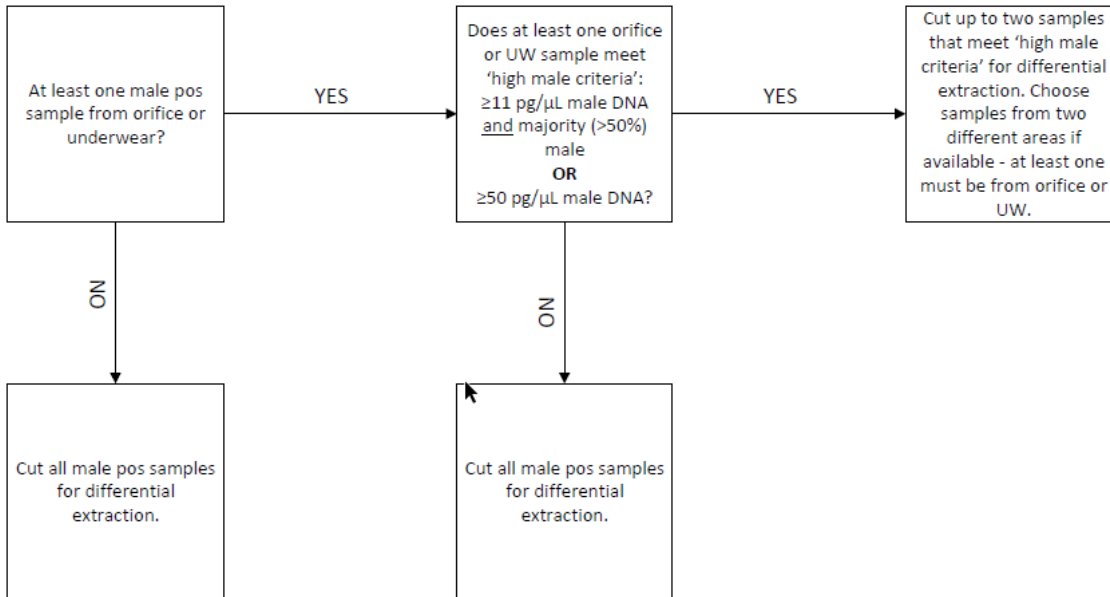 At least one male pos
sample from orifice or
underwear?
YES
Does at least one orifice
or UW sample meet
‘high male criteria’:
≥11 pg/µL male DNA
and majority (>50%)
male
OR
≥50 pg/µL male DNA?
YES
Cut up to two samples
that meet ‘high male
criteria’ for differential
extraction. Choose
samples from two
different areas if
available - at least one
must be from orifice or
UW.
NO
NO
Cut all male pos samples
for differential
extraction.
Cut all male pos samples
for differential
extraction.